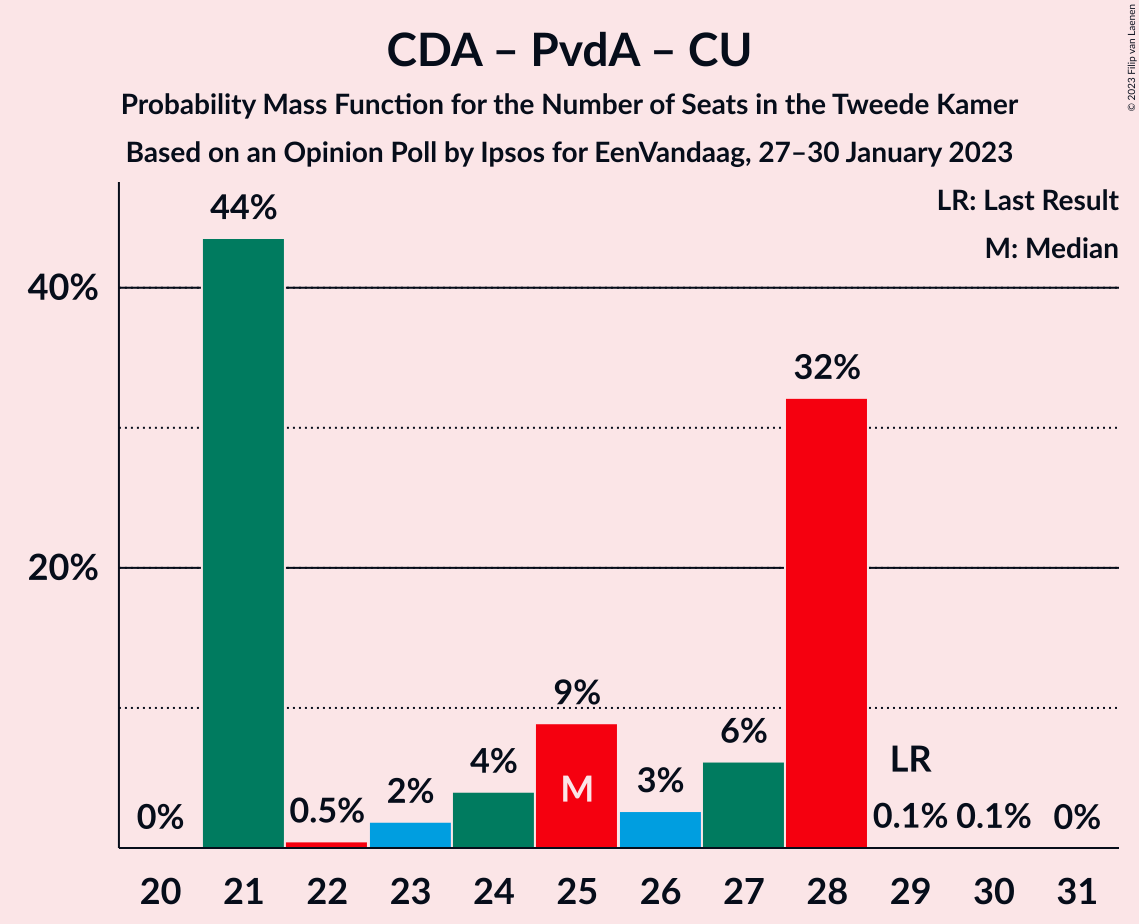 CDA – PvdA – CU
Probability Mass Function for the Number of Seats in the Tweede Kamer
Based on an Opinion Poll by Ipsos for EenVandaag, 27–30 January 2023
© 2023 Filip van Laenen
LR: Last Result
M: Median
40%
20%
0%
44%
0.5%
2%
4%
9%
M
3%
6%
32%
LR
0.1%
0.1%
0%
20 21 22 23 24 25 26 27 28 29 30 31